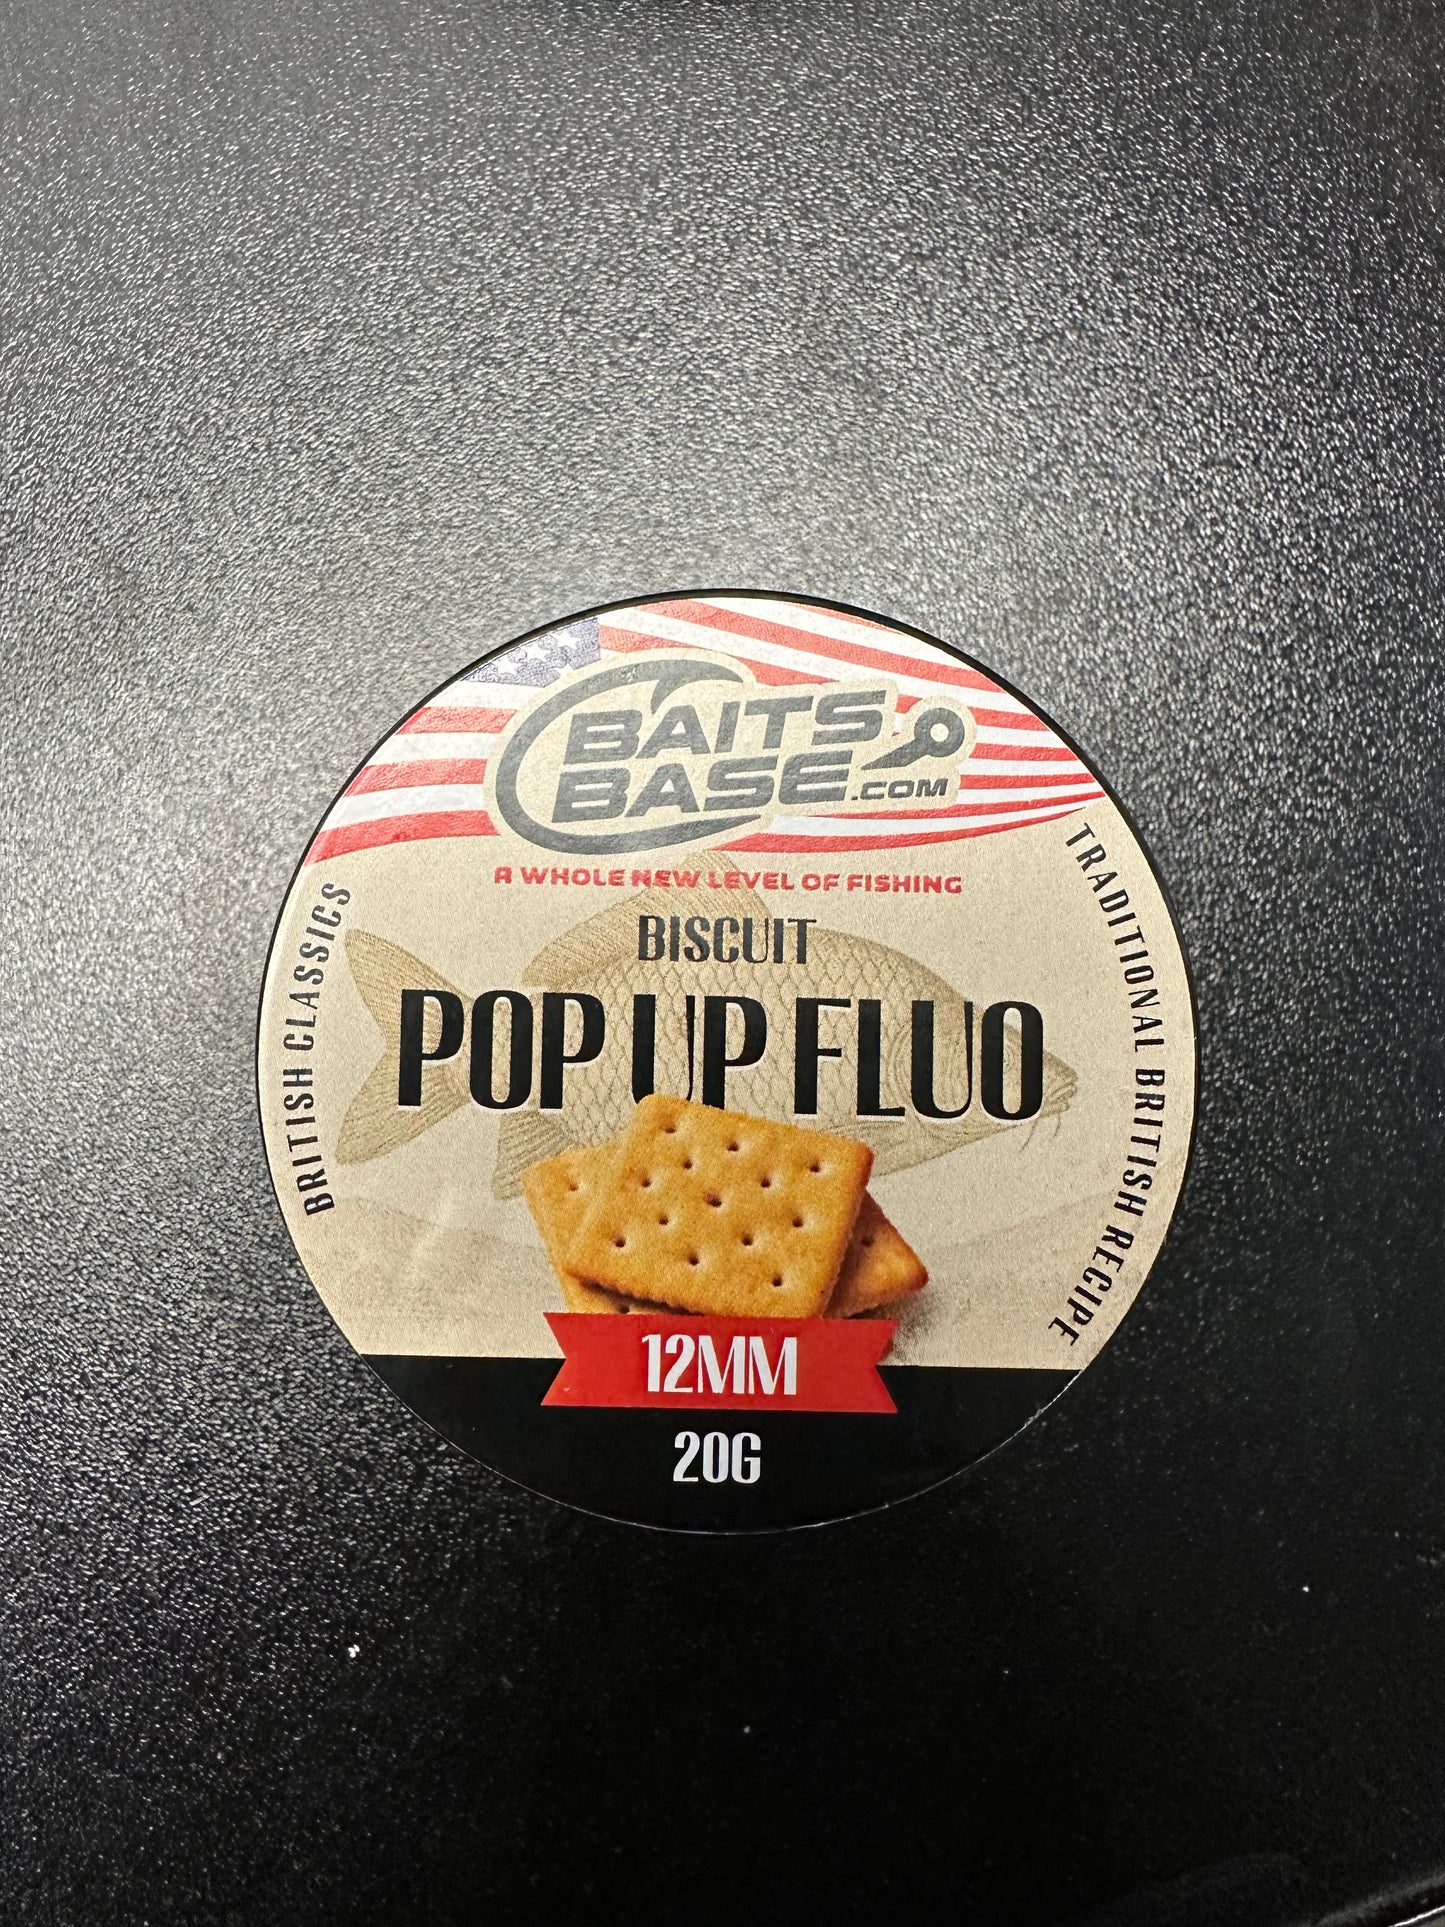 BAITS
BASE.COM
A WHOLE NEW LEVEL OF FISHING
BISCUIT
POP UP FLUO
BRITISH CLASSICS
TRADITIONAL BRITISH RECIPE
12MM
20G